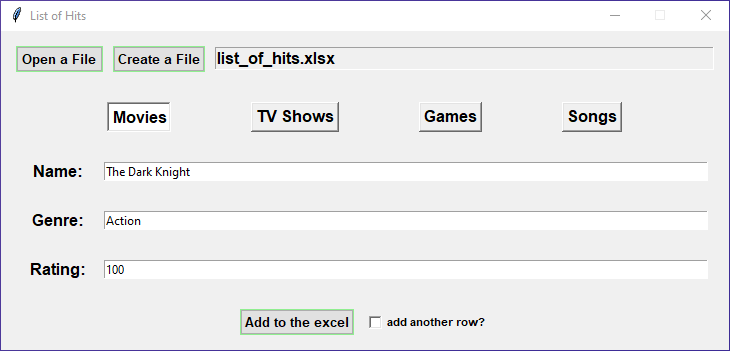 List of Hits
Open a File Create a File list_of_hits.xlsx
Movies TV Shows Games Songs
Name: The Dark Knight
Genre: Action
Rating: 100
Add to the excel add another row?